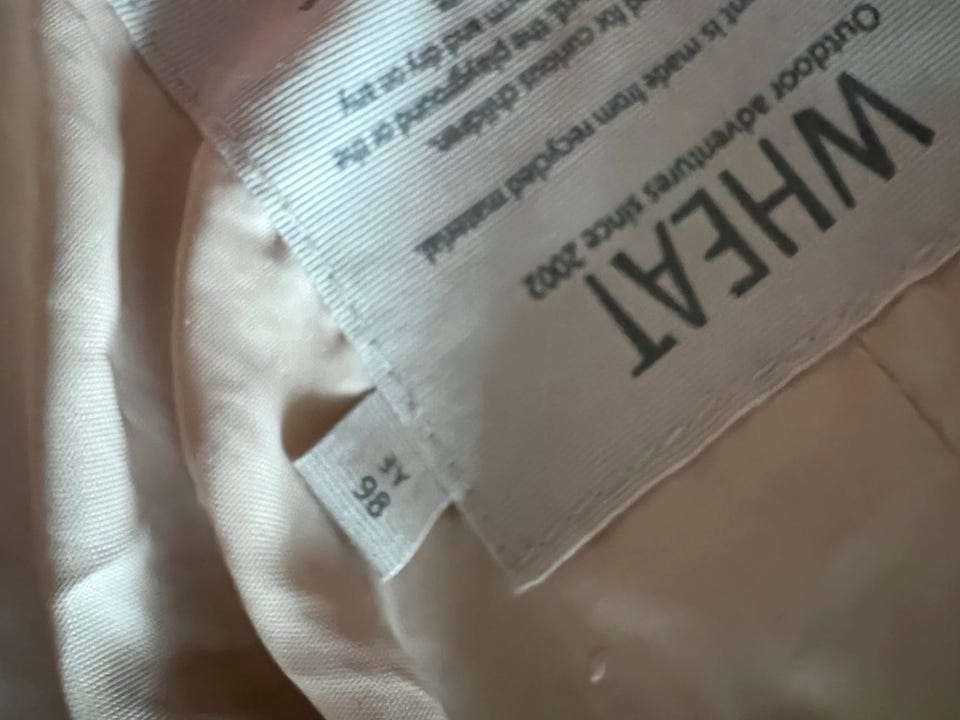 WHEAT
Outdoor adventures since 2002
is made from recycled material.
for curious children.
the playground or the
and dry or try
98
3Y